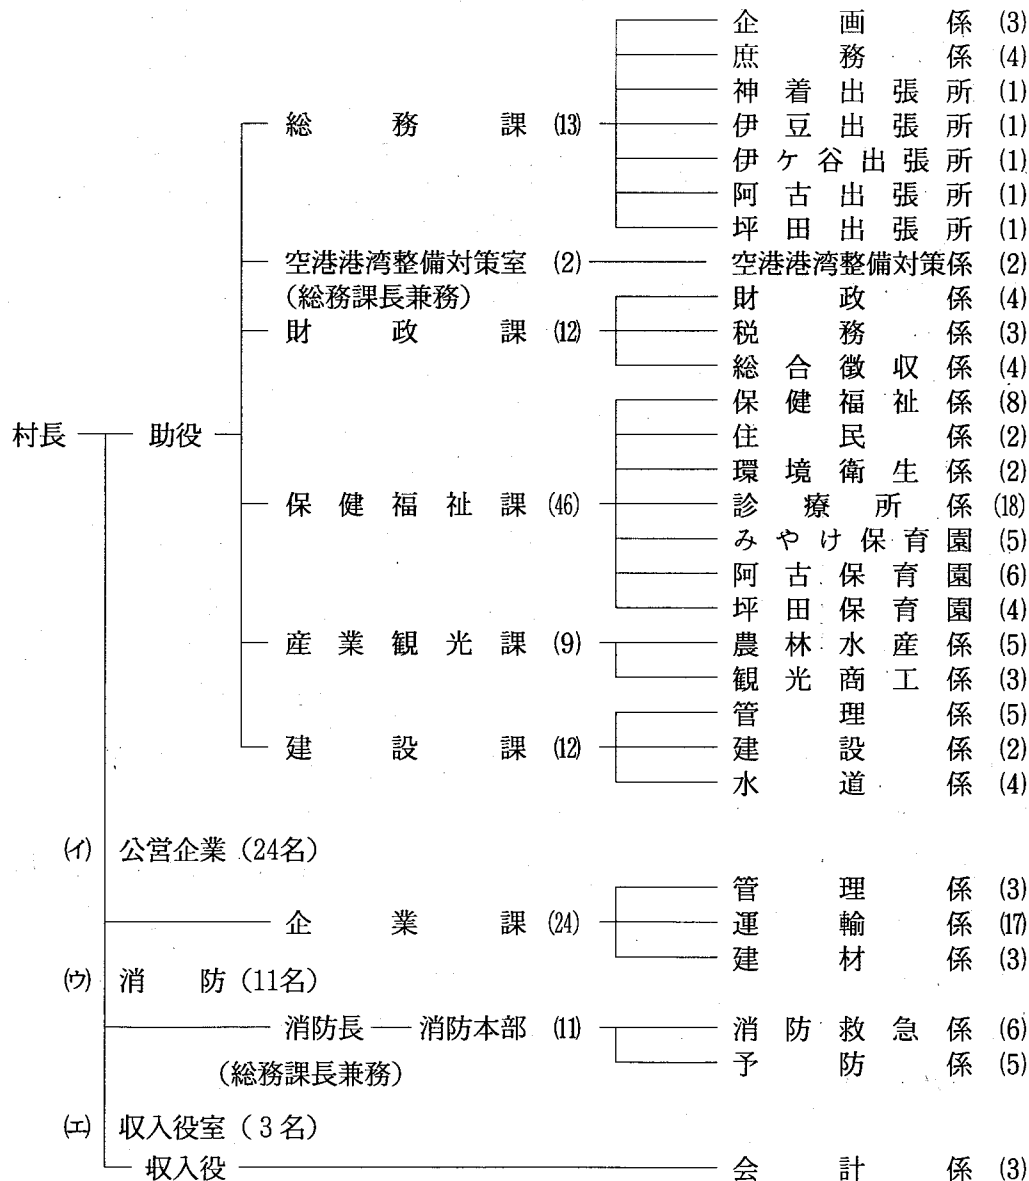 企画係 (3)
庶務係 (4)
神着出張所 (1)
総務課 (13) 伊豆出張所 (1)
伊ケ谷出張所 (1)
阿古出張所 (1)
坪田出張所 (1)
空港港湾整備対策室 (2) 空港港湾整備対策係 (2)
(総務課長兼務) 財政係 (4)
財政課 (12) 税務係 (3)
総合徴収係 (4)
保健福祉係 (8)
村長 助役 住民係 (2)
環境衛生係 (2)
保健福祉課 (46) 診療所係 (18)
みやけ保育園 (5)
阿古保育園 (6)
坪田保育園 (4)
産業観光課 (9) 農林水産係 (5)
観光商工係 (3)
管理係 (5)
建設課 (12) 建設係 (2)
水道係 (4)
(イ) 公営企業 (24名)
管理係 (3)
企業課 (24) 運輸係 (17)
建材係 (3)
(ウ) 消防 (11名)
消防長 消防本部 (11) 消防救急係 (6)
(総務課長兼務) 予防係 (5)
(エ) 収入役室 (3名)
収入役 会計係 (3)